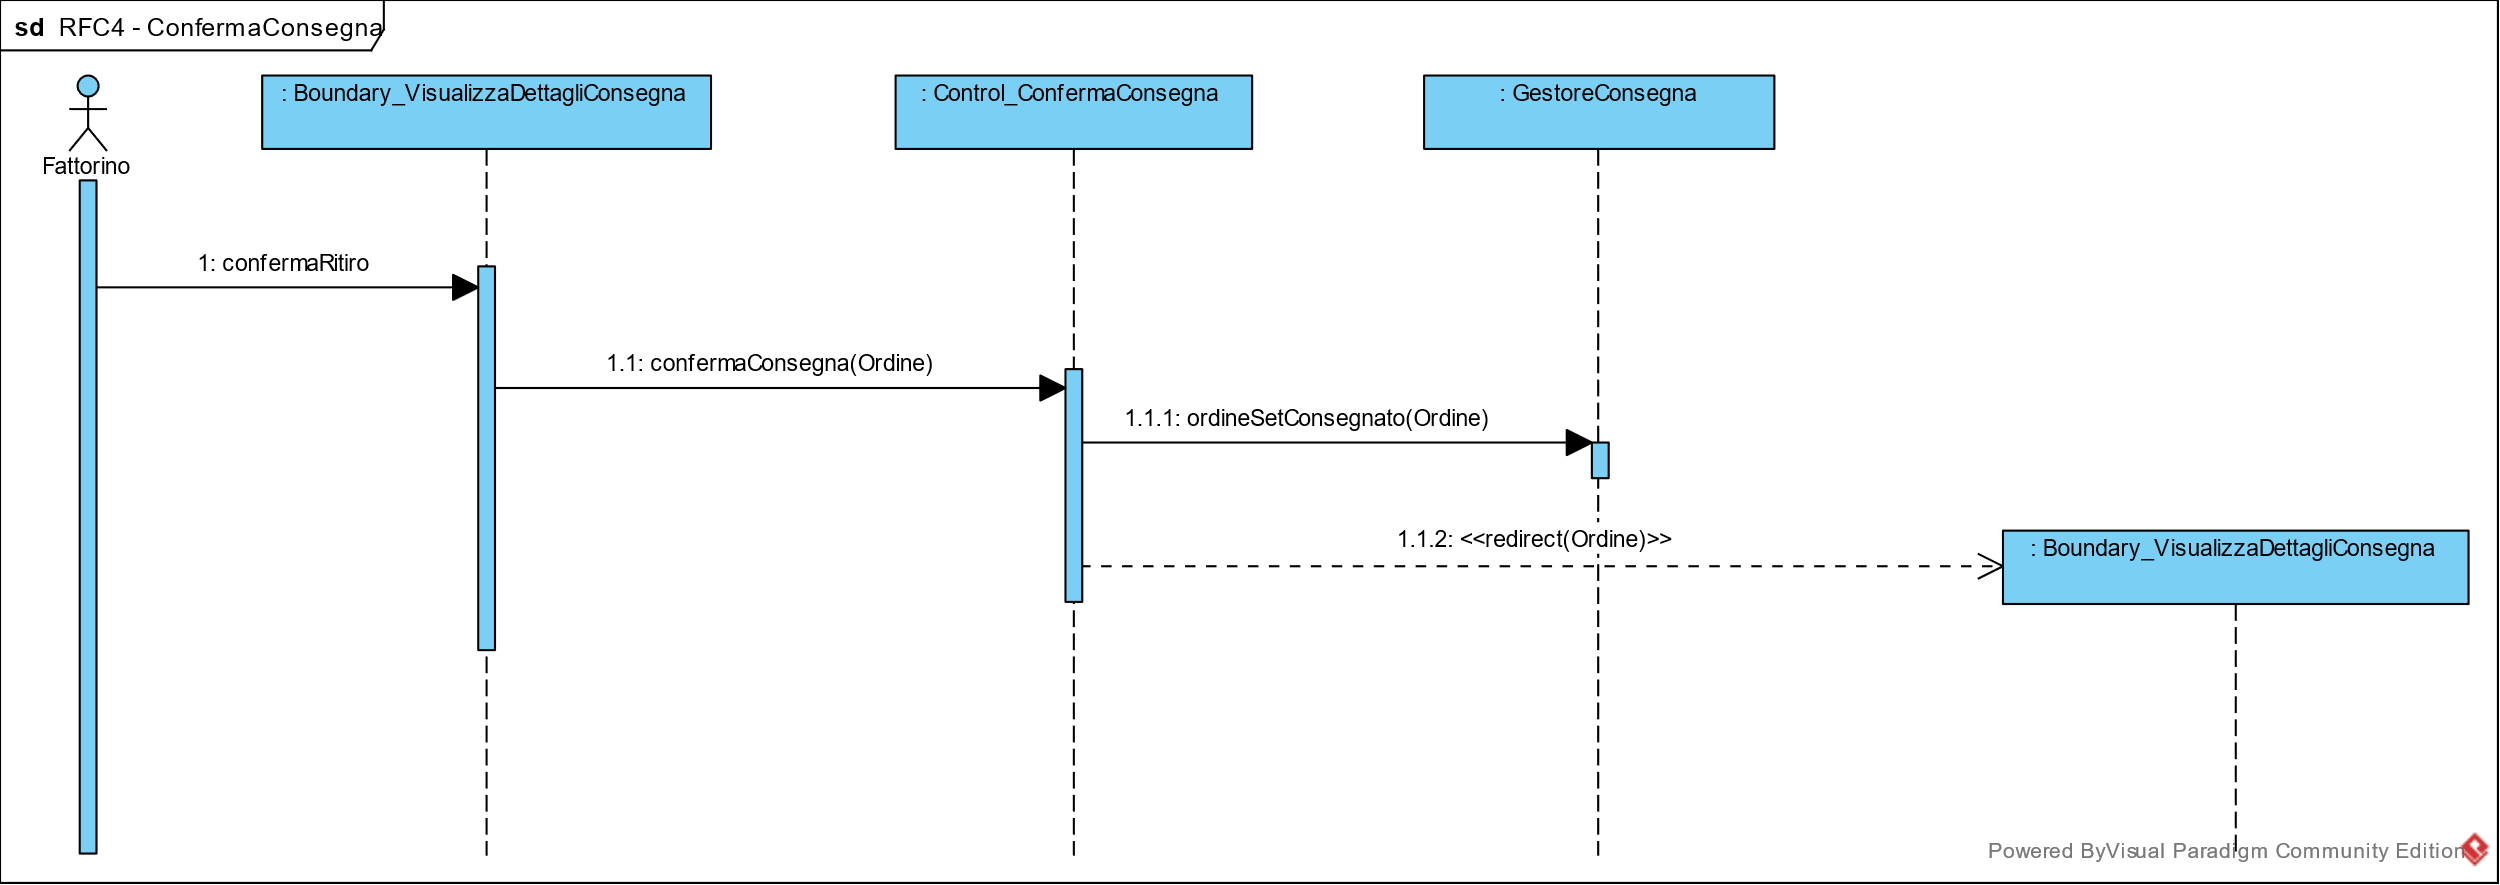 sd RFC4 - ConfermaConsegna
: Boundary_VisualizzaDettagliConsegna
: Control_ConfermaConsegna
: GestoreConsegna
Fattorino
1: confermaRitiro
1.1: confermaConsegna(Ordine)
1.1.1: ordineSetConsegnato(Ordine)
1.1.2: <<redirect(Ordine)>>
: Boundary_VisualizzaDettagliConsegna
Powered ByVisual Paradigm Community Edition